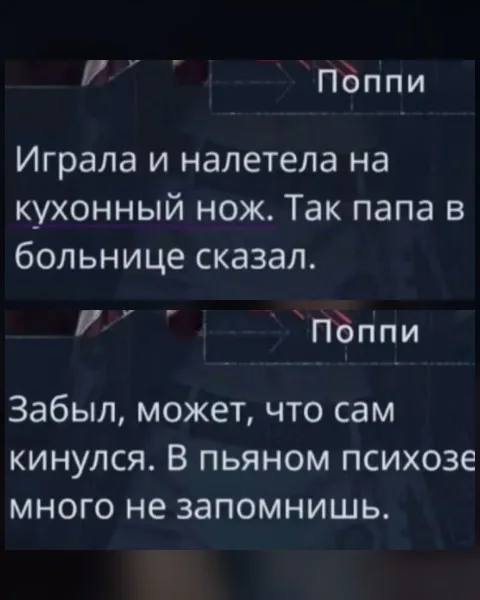 Поппи
Играла и налетела на
кухонный нож. Так папа в
больнице сказал.
Поппи
Забыл, может, что сам
кинулся. В пьяном психозе
много не запомнишь.